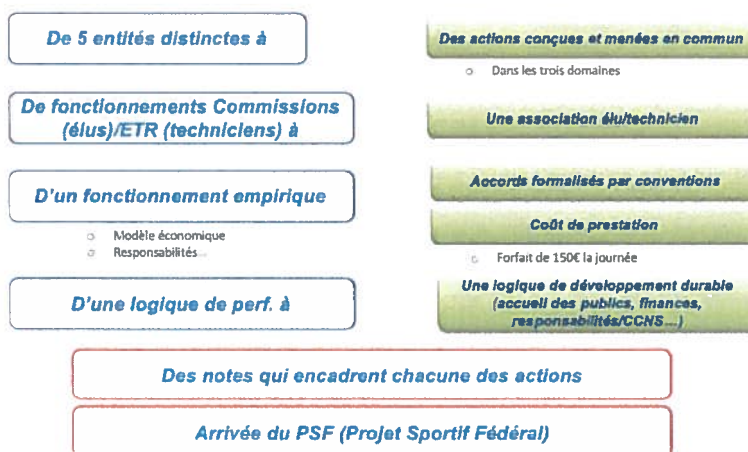 De 5 entités distinctes à
Des actions conçues et menées en commun
Dans les trois domaines
De fonctionnements Commissions
(élus)/ETR (techniciens) à
Une association élu/technicien
D'un fonctionnement empirique
Modèle économique
Responsabilités...
Accords formalisés par conventions
Coût de prestation
Forfait de 150€ la journée
D'une logique de perf. à
Une logique de développement durable
(accueil des publics, finances,
responsabilités/CCNS...)
Des notes qui encadrent chacune des actions
Arrivée du PSF (Projet Sportif Fédéral)